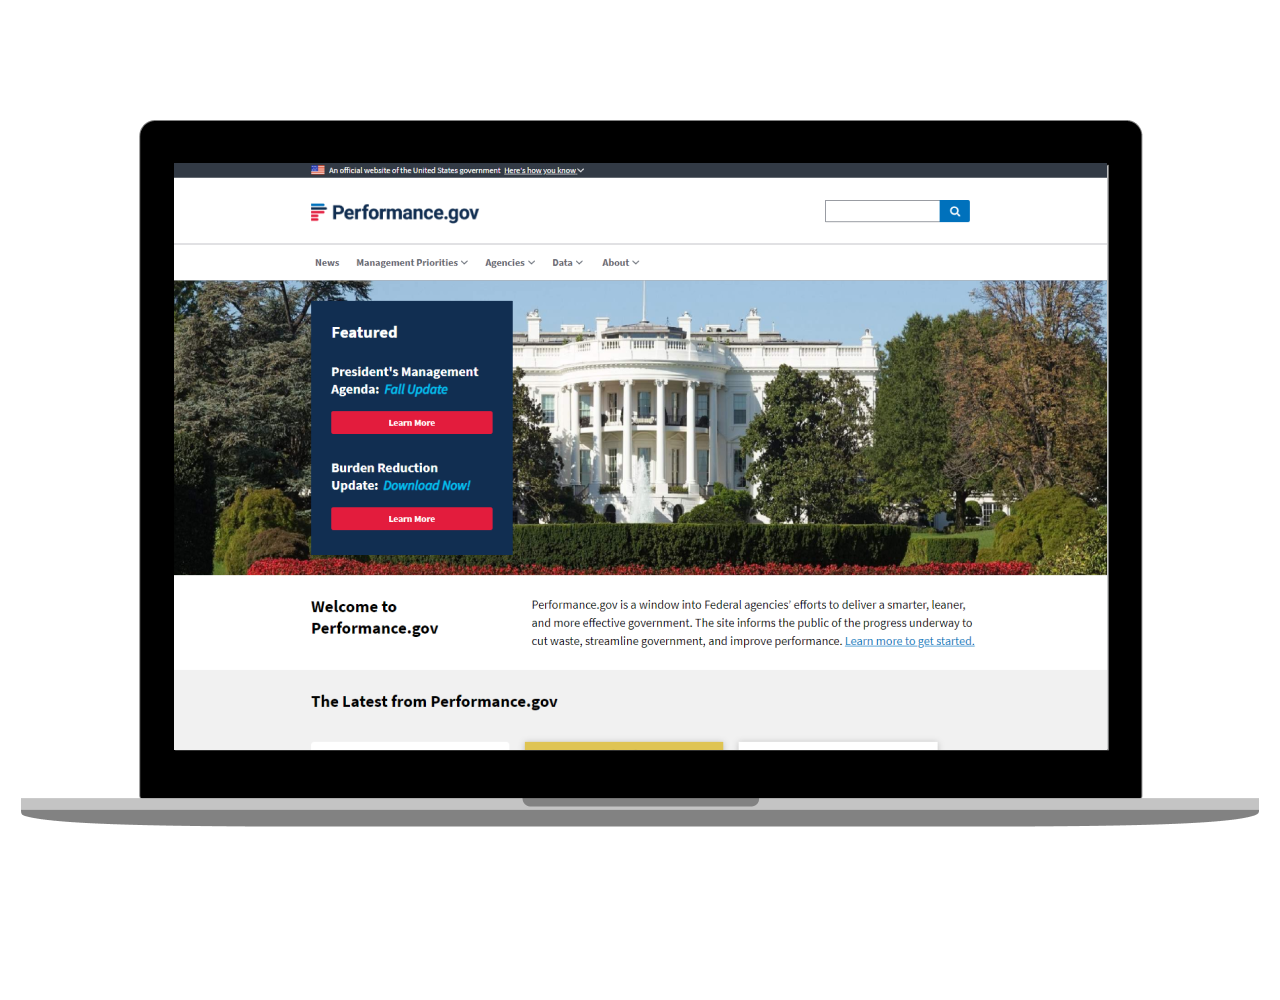 An official website of the United States government Here's how you know
Performance.gov
News Management Priorities Agencies Data About
Featured
President's Management
Agenda: Fall Update
Learn More
Burden Reduction
Update: Download Now!
Learn More
Welcome to
Performance.gov
Performance.gov is a window into Federal agencies' efforts to deliver a smarter, leaner,
and more effective government. The site informs the public of the progress underway to
cut waste, streamline government, and improve performance. Learn more to get started.
The Latest from Performance.gov